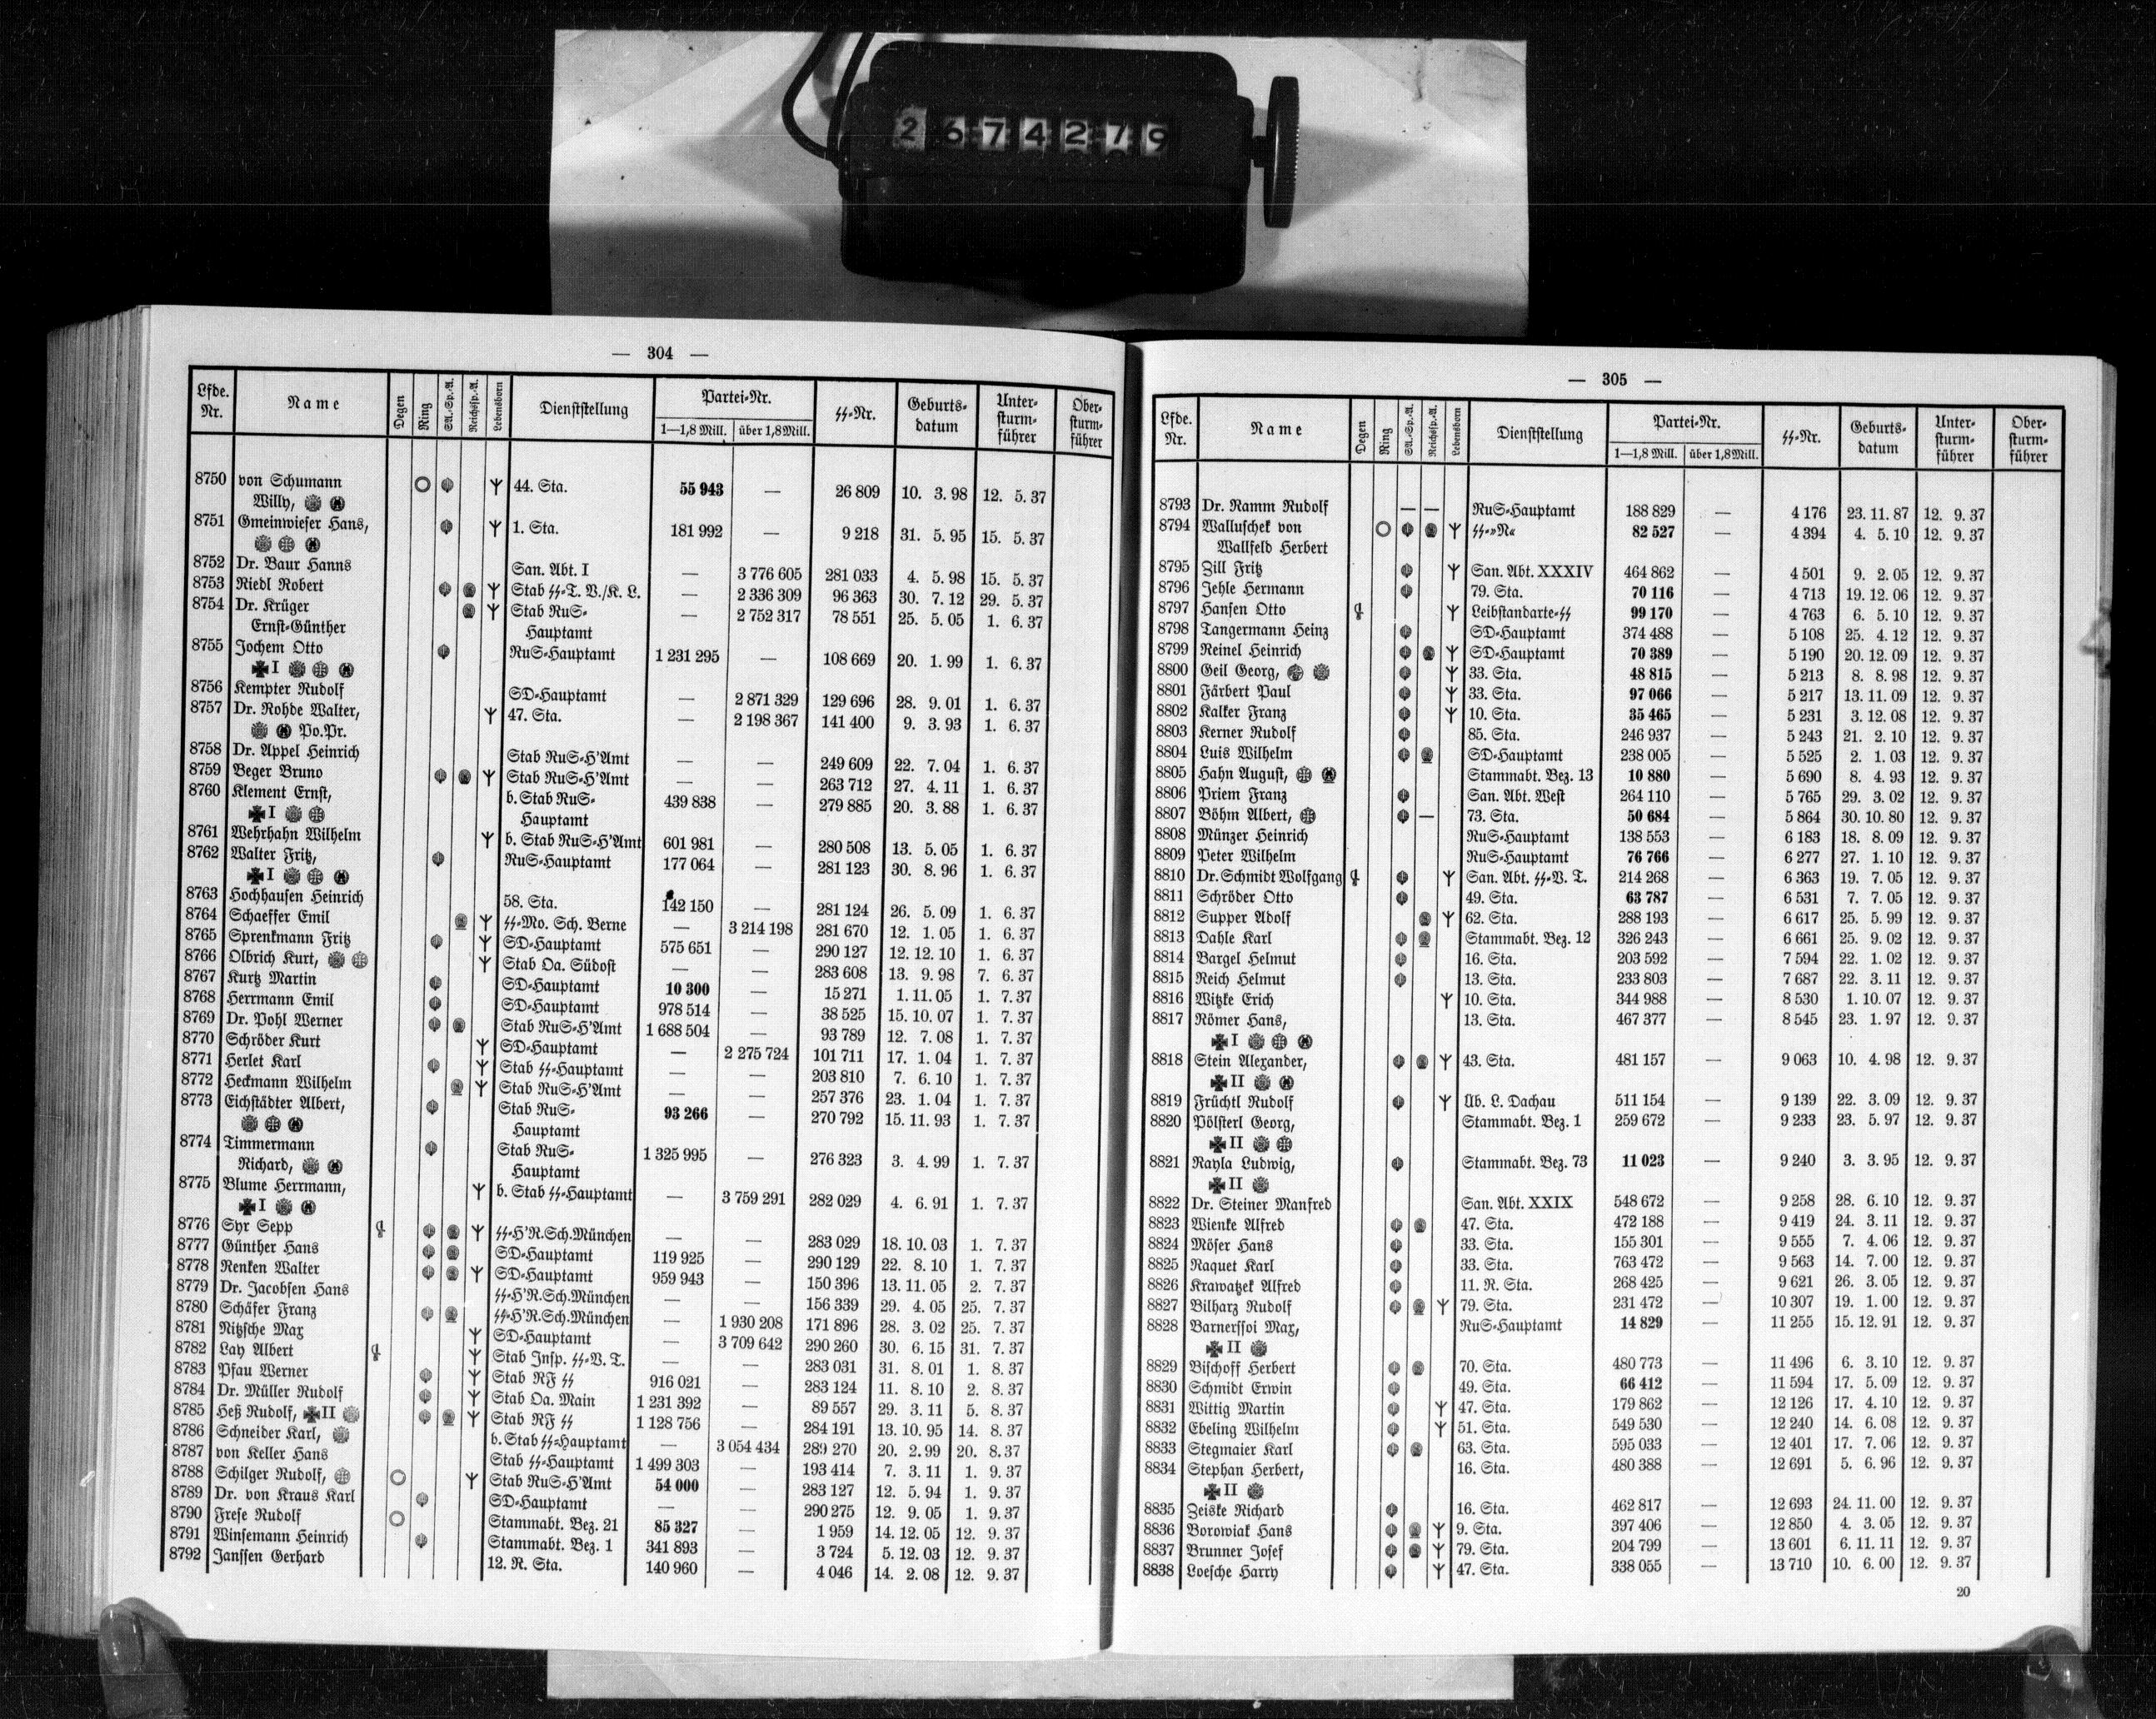 2674279
— 304 —
Lfde. Nr. Name Degen Ring SA.-Sp.-A. Reichssp.-A. Lebensborn Dienststellung Partei-Nr. 1—1,8 Mill. über 1,8 Mill. SS-Nr. Geburtsdatum Untersturmführer Obersturmführer
8750 von Schumann 44. Sta. 55 943 — 26 809 10. 3. 98 12. 5. 37
Willy,
8751 Gmeinwieser Hans, 1. Sta. 181 992 — 9 218 31. 5. 95 15. 5. 37
8752 Dr. Baur Hanns San. Abt. I — 3 776 605 281 033 4. 5. 98 15. 5. 37
8753 Riedl Robert Stab SS-T. V./K. L. — 2 336 309 96 363 30. 7. 12 29. 5. 37
8754 Dr. Krüger Stab RuS- — 2 752 317 78 551 25. 5. 05 1. 6. 37
Ernst-Günther Hauptamt
8755 Jochem Otto RuS-Hauptamt 1 231 295 — 108 669 20. 1. 99 1. 6. 37
I
8756 Kempter Rudolf SD-Hauptamt — 2 871 329 129 696 28. 9. 01 1. 6. 37
8757 Dr. Rohde Walter, 47. Sta. — 2 198 367 141 400 9. 3. 93 1. 6. 37
Po.Pr.
8758 Dr. Appel Heinrich Stab RuS-H'Amt — — 249 609 22. 7. 04 1. 6. 37
8759 Beger Bruno Stab RuS-H'Amt — — 263 712 27. 4. 11 1. 6. 37
8760 Klement Ernst, b. Stab RuS- 439 838 — 279 885 20. 3. 88 1. 6. 37
I Hauptamt
8761 Wehrhahn Wilhelm b. Stab RuS-H'Amt 601 981 — 280 508 13. 5. 05 1. 6. 37
8762 Walter Fritz, RuS-Hauptamt 177 064 — 281 123 30. 8. 96 1. 6. 37
I
8763 Hochhausen Heinrich 58. Sta. 142 150 — 281 124 26. 5. 09 1. 6. 37
8764 Schaeffer Emil SS-Mo. Sch. Berne — 3 214 198 281 670 12. 1. 05 1. 6. 37
8765 Sprenkmann Fritz SD-Hauptamt 575 651 — 290 127 12. 12. 10 1. 6. 37
8766 Olbrich Kurt, Stab Oa. Südost — — 283 608 13. 9. 98 7. 6. 37
8767 Kurtz Martin SD-Hauptamt 10 300 — 15 271 1. 11. 05 1. 7. 37
8768 Herrmann Emil SD-Hauptamt 978 514 — 38 525 15. 10. 07 1. 7. 37
8769 Dr. Pohl Werner Stab RuS-H'Amt 1 688 504 — 93 789 12. 7. 08 1. 7. 37
8770 Schröder Kurt SD-Hauptamt — 2 275 724 101 711 17. 1. 04 1. 7. 37
8771 Herlet Karl Stab SS-Hauptamt — — 203 810 7. 6. 10 1. 7. 37
8772 Heckmann Wilhelm Stab RuS-H'Amt — — 257 376 23. 1. 04 1. 7. 37
8773 Eichstädter Albert, Stab RuS- 93 266 — 270 792 15. 11. 93 1. 7. 37
Hauptamt
8774 Timmermann Stab RuS- 1 325 995 — 276 323 3. 4. 99 1. 7. 37
Richard, Hauptamt
8775 Blume Herrmann, b. Stab SS-Hauptamt — 3 759 291 282 029 4. 6. 91 1. 7. 37
I
8776 Syr Sepp SS-H'R.Sch.München — — 283 029 18. 10. 03 1. 7. 37
8777 Günther Hans SD-Hauptamt 119 925 — 290 129 22. 8. 10 1. 7. 37
8778 Renken Walter SD-Hauptamt 959 943 — 150 396 13. 11. 05 2. 7. 37
8779 Dr. Jacobsen Hans SS-H'R.Sch.München — — 156 339 29. 4. 05 25. 7. 37
8780 Schäfer Franz SS-H'R.Sch.München — 1 930 208 171 896 28. 3. 02 25. 7. 37
8781 Nitzsche Max SD-Hauptamt — 3 709 642 290 260 30. 6. 15 31. 7. 37
8782 Lay Albert Stab Insp. SS-V. T. — — 283 031 31. 8. 01 1. 8. 37
8783 Pfau Werner Stab RF SS 916 021 — 283 124 11. 8. 10 2. 8. 37
8784 Dr. Müller Rudolf Stab Oa. Main 1 231 392 — 89 557 29. 3. 11 5. 8. 37
8785 Heß Rudolf, II Stab RF SS 1 128 756 — 284 191 13. 10. 95 14. 8. 37
8786 Schneider Karl, b. Stab SS-Hauptamt — 3 054 434 289 270 20. 2. 99 20. 8. 37
8787 von Keller Hans Stab SS-Hauptamt 1 499 303 — 193 414 7. 3. 11 1. 9. 37
8788 Schilger Rudolf, Stab RuS-H'Amt 54 000 — 283 127 12. 5. 94 1. 9. 37
8789 Dr. von Kraus Karl SD-Hauptamt — — 290 275 12. 9. 05 1. 9. 37
8790 Frese Rudolf Stammabt. Bez. 21 85 327 — 1 959 14. 12. 05 12. 9. 37
8791 Winsemann Heinrich Stammabt. Bez. 1 341 893 — 3 724 5. 12. 03 12. 9. 37
8792 Janssen Gerhard 12. R. Sta. 140 960 — 4 046 14. 2. 08 12. 9. 37
— 305 —
Lfde. Nr. Name Degen Ring SA.-Sp.-A. Reichssp.-A. Lebensborn Dienststellung Partei-Nr. 1—1,8 Mill. über 1,8 Mill. SS-Nr. Geburtsdatum Untersturmführer Obersturmführer
8793 Dr. Ramm Rudolf — — RuS-Hauptamt 188 829 — 4 176 23. 11. 87 12. 9. 37
8794 Walluschek von SS-»R« 82 527 — 4 394 4. 5. 10 12. 9. 37
Wallfeld Herbert
8795 Zill Fritz San. Abt. XXXIV 464 862 — 4 501 9. 2. 05 12. 9. 37
8796 Jehle Hermann 79. Sta. 70 116 — 4 713 19. 12. 06 12. 9. 37
8797 Hansen Otto Leibstandarte-SS 99 170 — 4 763 6. 5. 10 12. 9. 37
8798 Tangermann Heinz SD-Hauptamt 374 488 — 5 108 25. 4. 12 12. 9. 37
8799 Reinel Heinrich SD-Hauptamt 70 389 — 5 190 20. 12. 09 12. 9. 37
8800 Geil Georg, 33. Sta. 48 815 — 5 213 8. 8. 98 12. 9. 37
8801 Färbert Paul 33. Sta. 97 066 — 5 217 13. 11. 09 12. 9. 37
8802 Kalker Franz 10. Sta. 35 465 — 5 231 3. 12. 08 12. 9. 37
8803 Kerner Rudolf 85. Sta. 246 937 — 5 243 21. 2. 10 12. 9. 37
8804 Luis Wilhelm SD-Hauptamt 238 005 — 5 525 2. 1. 03 12. 9. 37
8805 Hahn August, Stammabt. Bez. 13 10 880 — 5 690 8. 4. 93 12. 9. 37
8806 Priem Franz San. Abt. West 264 110 — 5 765 29. 3. 02 12. 9. 37
8807 Böhm Albert, — 73. Sta. 50 684 — 5 864 30. 10. 80 12. 9. 37
8808 Münzer Heinrich RuS-Hauptamt 138 553 — 6 183 18. 8. 09 12. 9. 37
8809 Peter Wilhelm RuS-Hauptamt 76 766 — 6 277 27. 1. 10 12. 9. 37
8810 Dr. Schmidt Wolfgang San. Abt. SS-V. T. 214 268 — 6 363 19. 7. 05 12. 9. 37
8811 Schröder Otto 49. Sta. 63 787 — 6 531 7. 7. 05 12. 9. 37
8812 Supper Adolf 62. Sta. 288 193 — 6 617 25. 5. 99 12. 9. 37
8813 Dahle Karl Stammabt. Bez. 12 326 243 — 6 661 25. 9. 02 12. 9. 37
8814 Bargel Helmut 16. Sta. 203 592 — 7 594 22. 1. 02 12. 9. 37
8815 Reich Helmut 13. Sta. 233 803 — 7 687 22. 3. 11 12. 9. 37
8816 Witzke Erich 10. Sta. 344 988 — 8 530 1. 10. 07 12. 9. 37
8817 Römer Hans, 13. Sta. 467 377 — 8 545 23. 1. 97 12. 9. 37
I
8818 Stein Alexander, 43. Sta. 481 157 — 9 063 10. 4. 98 12. 9. 37
II
8819 Früchtl Rudolf Üb. L. Dachau 511 154 — 9 139 22. 3. 09 12. 9. 37
8820 Pölsterl Georg, Stammabt. Bez. 1 259 672 — 9 233 23. 5. 97 12. 9. 37
II
8821 Rayla Ludwig, Stammabt. Bez. 73 11 023 — 9 240 3. 3. 95 12. 9. 37
II
8822 Dr. Steiner Manfred San. Abt. XXIX 548 672 — 9 258 28. 6. 10 12. 9. 37
8823 Wienke Alfred 47. Sta. 472 188 — 9 419 24. 3. 11 12. 9. 37
8824 Möser Hans 33. Sta. 155 301 — 9 555 7. 4. 06 12. 9. 37
8825 Raquet Karl 33. Sta. 763 472 — 9 563 14. 7. 00 12. 9. 37
8826 Krawatzek Alfred 11. R. Sta. 268 425 — 9 621 26. 3. 05 12. 9. 37
8827 Bilharz Rudolf 79. Sta. 231 472 — 10 307 19. 1. 00 12. 9. 37
8828 Barnerssoi Max, RuS-Hauptamt 14 829 — 11 255 15. 12. 91 12. 9. 37
II
8829 Bischoff Herbert 70. Sta. 480 773 — 11 496 6. 3. 10 12. 9. 37
8830 Schmidt Erwin 49. Sta. 66 412 — 11 594 17. 5. 09 12. 9. 37
8831 Wittig Martin 47. Sta. 179 862 — 12 126 17. 4. 10 12. 9. 37
8832 Ebeling Wilhelm 51. Sta. 549 530 — 12 240 14. 6. 08 12. 9. 37
8833 Stegmaier Karl 63. Sta. 595 033 — 12 401 17. 7. 06 12. 9. 37
8834 Stephan Herbert, 16. Sta. 480 388 — 12 691 5. 6. 96 12. 9. 37
II
8835 Zeiske Richard 16. Sta. 462 817 — 12 693 24. 11. 00 12. 9. 37
8836 Borowiak Hans 9. Sta. 397 406 — 12 850 4. 3. 05 12. 9. 37
8837 Brunner Josef 79. Sta. 204 799 — 13 601 6. 11. 11 12. 9. 37
8838 Loesche Harry 47. Sta. 338 055 — 13 710 10. 6. 00 12. 9. 37
20